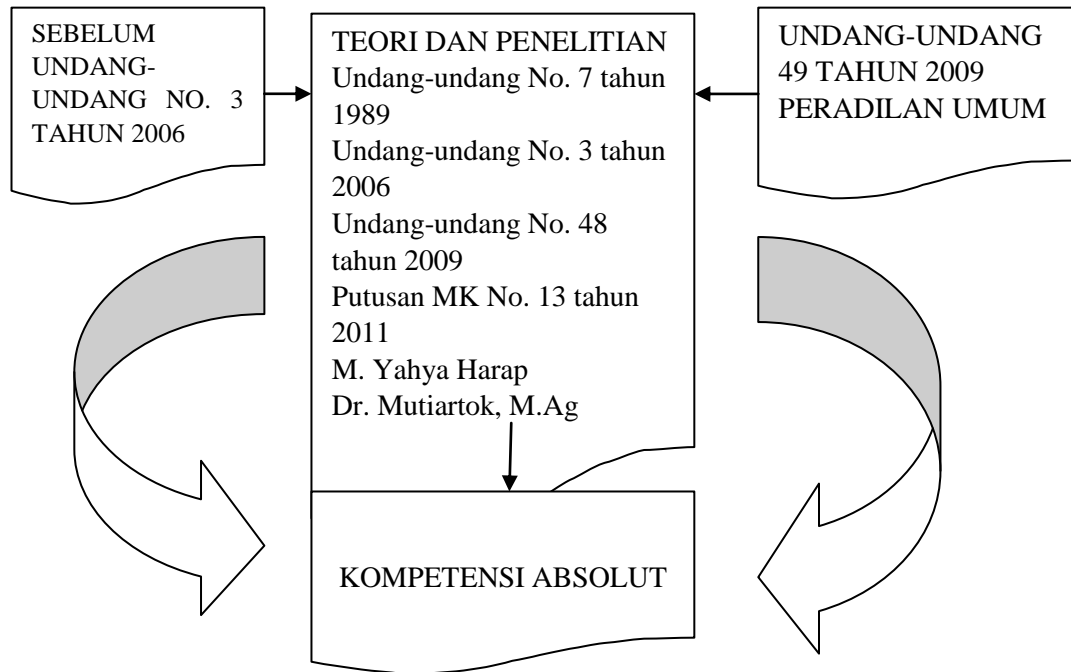 SEBELUM
UNDANG-
UNDANG NO. 3
TAHUN 2006
TEORI DAN PENELITIAN
Undang-undang No. 7 tahun
1989
Undang-undang No. 3 tahun
2006
Undang-undang No. 48
tahun 2009
Putusan MK No. 13 tahun
2011
M. Yahya Harap
Dr. Mutiartok, M.Ag
UNDANG-UNDANG
49 TAHUN 2009
PERADILAN UMUM
KOMPETENSI ABSOLUT